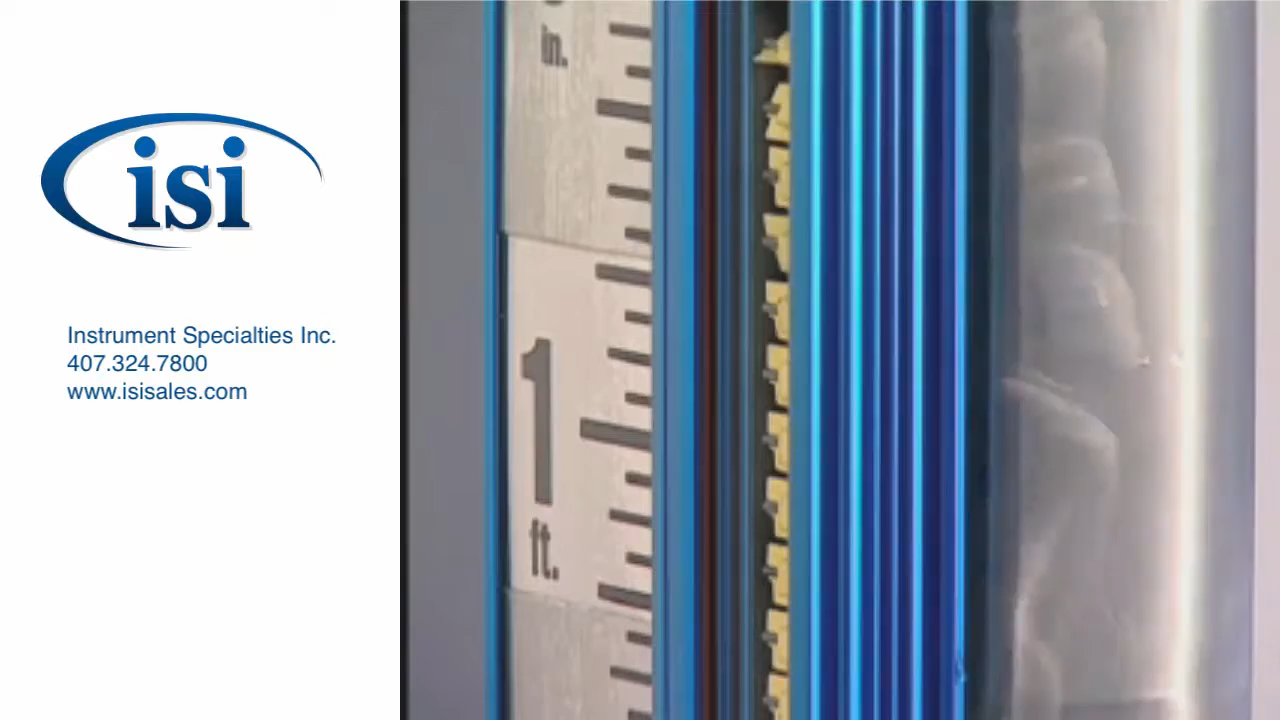 isi
Instrument Specialties Inc.
407.324.7800
www.isisales.com
in.
1
ft.